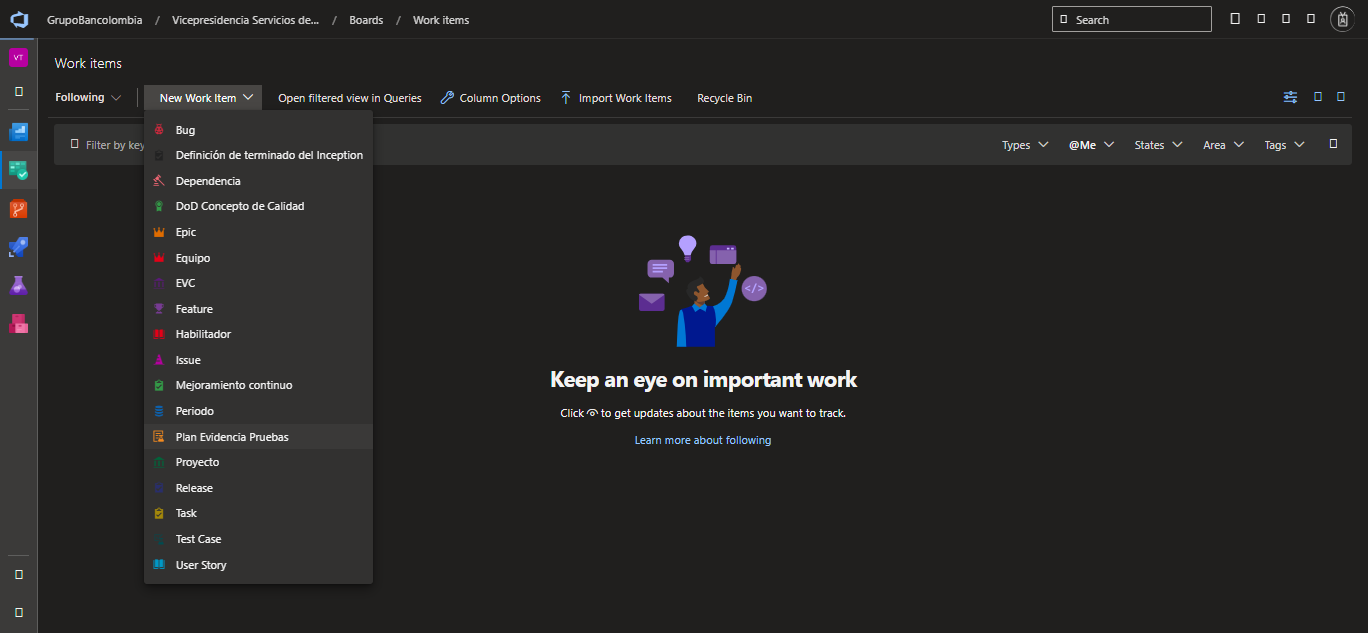 GrupoBancolombia / Vicepresidencia Servicios de... / Boards / Work items
Search
VT
Work items
Following
New Work Item
Open filtered view in Queries
Column Options
Import Work Items
Recycle Bin
Filter by key
Types
@Me
States
Area
Tags
Bug
Definición de terminado del Inception
Dependencia
DoD Concepto de Calidad
Epic
Equipo
EVC
Feature
Habilitador
Issue
Mejoramiento continuo
Periodo
Plan Evidencia Pruebas
Proyecto
Release
Task
Test Case
User Story
</>
Keep an eye on important work
Click to get updates about the items you want to track.
Learn more about following